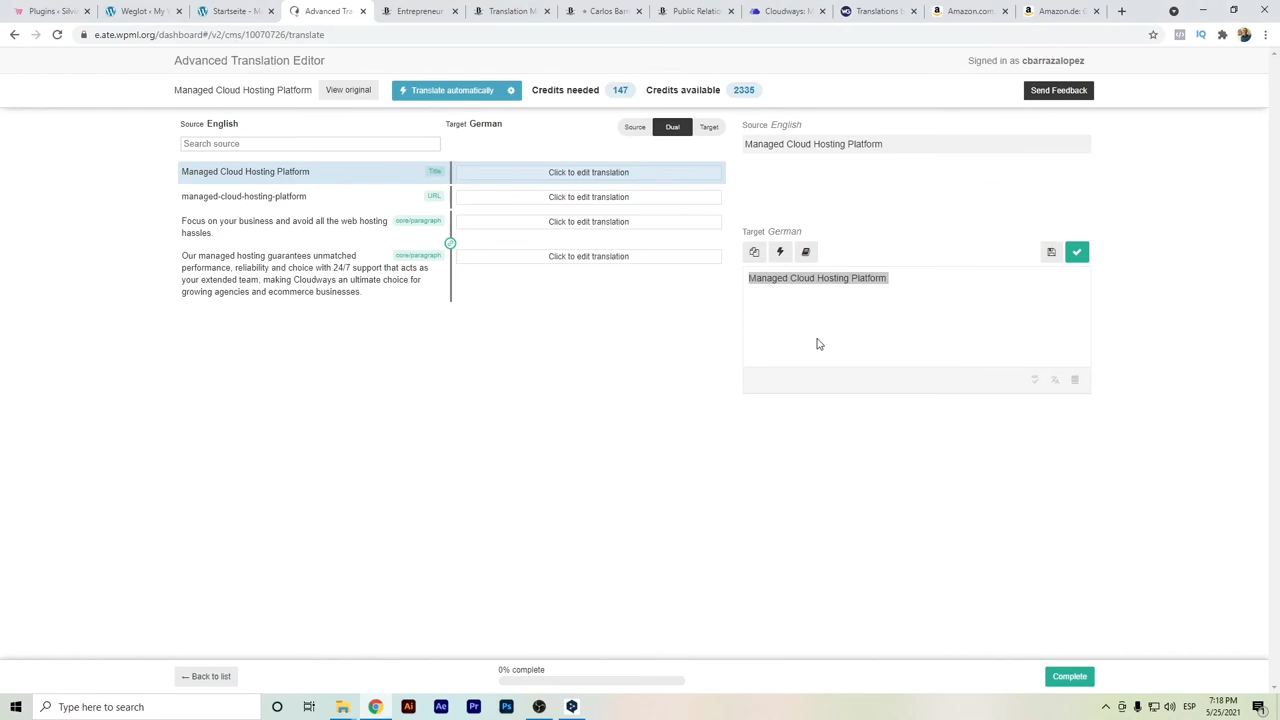 Plugins ‹ Silvi
Weglot ‹ My
Startseite – M
Advanced Tra
Entrepreneur
Translation M
★ Carlos Barr
Public Relatio
Cloudways: M
Translations b
Amazon.com.
Amazon.de: G
e.ate.wpml.org/dashboard#/v2/cms/10070726/translate
Advanced Translation Editor
Signed in as cbarrazalopez
Managed Cloud Hosting Platform
View original
Translate automatically
Credits needed 147
Credits available 2335
Send Feedback
Source English
Target German
Source
Dual
Target
Search source
Managed Cloud Hosting Platform
Title
Click to edit translation
managed-cloud-hosting-platform
URL
Click to edit translation
Focus on your business and avoid all the web hosting
hassles.
core/paragraph
Click to edit translation
Our managed hosting guarantees unmatched
performance, reliability and choice with 24/7 support that acts as
your extended team, making Cloudways an ultimate choice for
growing agencies and ecommerce businesses.
core/paragraph
Click to edit translation
Source English
Managed Cloud Hosting Platform
Target German
Managed Cloud Hosting Platform
← Back to list
0% complete
Complete
Type here to search
Ai
Ae
Pr
Ps
ESP
7:18 PM
5/25/2021